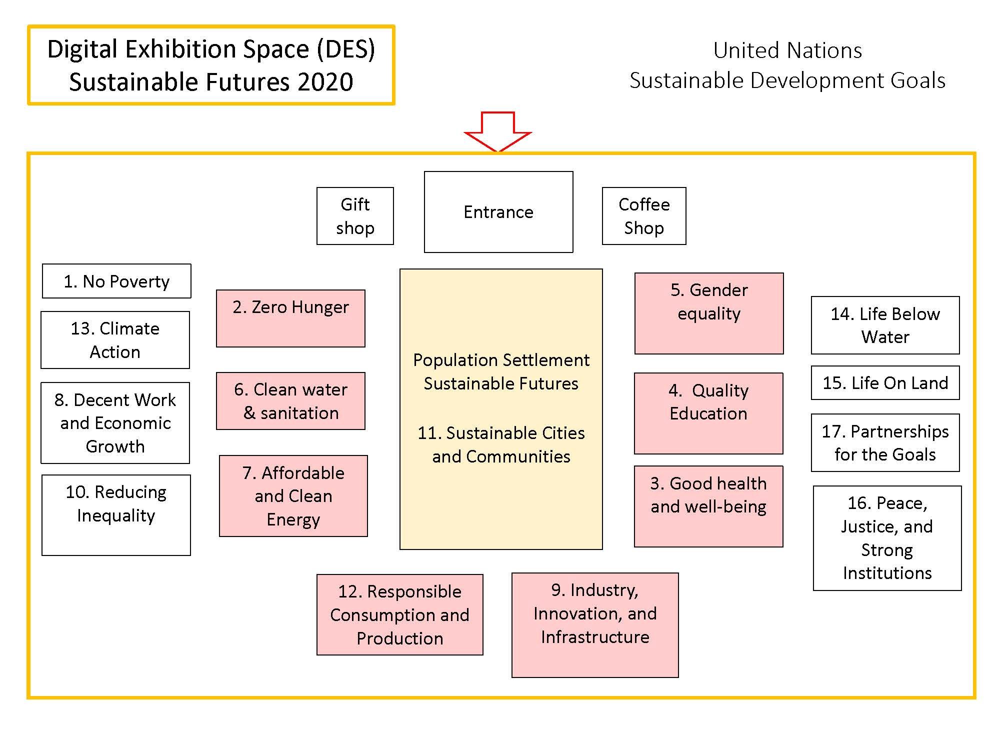 Digital Exhibition Space (DES)
Sustainable Futures 2020
United Nations
Sustainable Development Goals
Gift
shop
Entrance
Coffee
Shop
1. No Poverty
13. Climate
Action
8. Decent Work
and Economic
Growth
10. Reducing
Inequality
2. Zero Hunger
6. Clean water
& sanitation
7. Affordable
and Clean
Energy
Population Settlement
Sustainable Futures
11. Sustainable Cities
and Communities
5. Gender
equality
4. Quality
Education
3. Good health
and well-being
14. Life Below
Water
15. Life On Land
17. Partnerships
for the Goals
16. Peace,
Justice, and
Strong
Institutions
12. Responsible
Consumption and
Production
9. Industry,
Innovation, and
Infrastructure